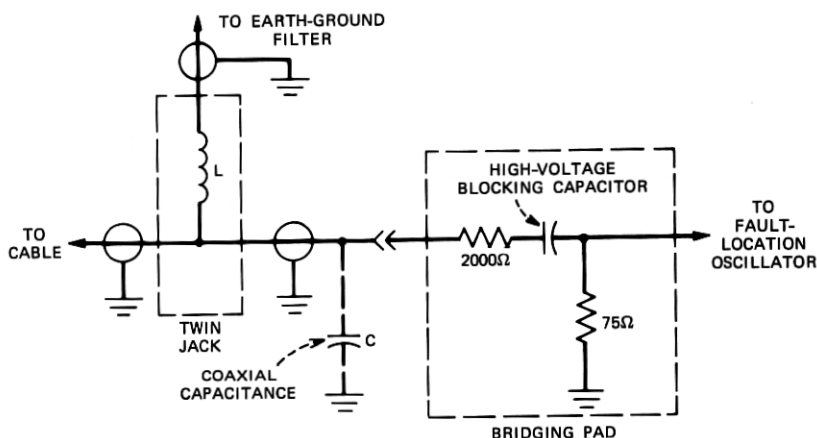 TO EARTH-GROUND
FILTER
L
HIGH-VOLTAGE
BLOCKING CAPACITOR
TO
CABLE
2000Ω
TO
FAULT-
LOCATION
OSCILLATOR
75Ω
TWIN
JACK
C
COAXIAL
CAPACITANCE
BRIDGING PAD